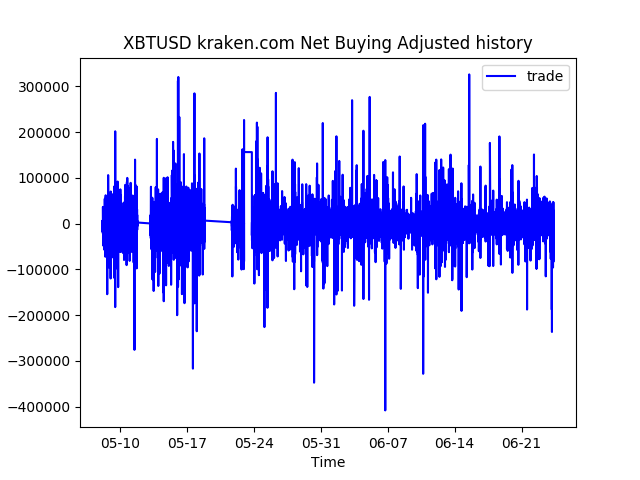 XBTUSD kraken.com Net Buying Adjusted history
trade
300000
200000
100000
0
−100000
−200000
−300000
−400000
05-10 05-17 05-24 05-31 06-07 06-14 06-21
Time